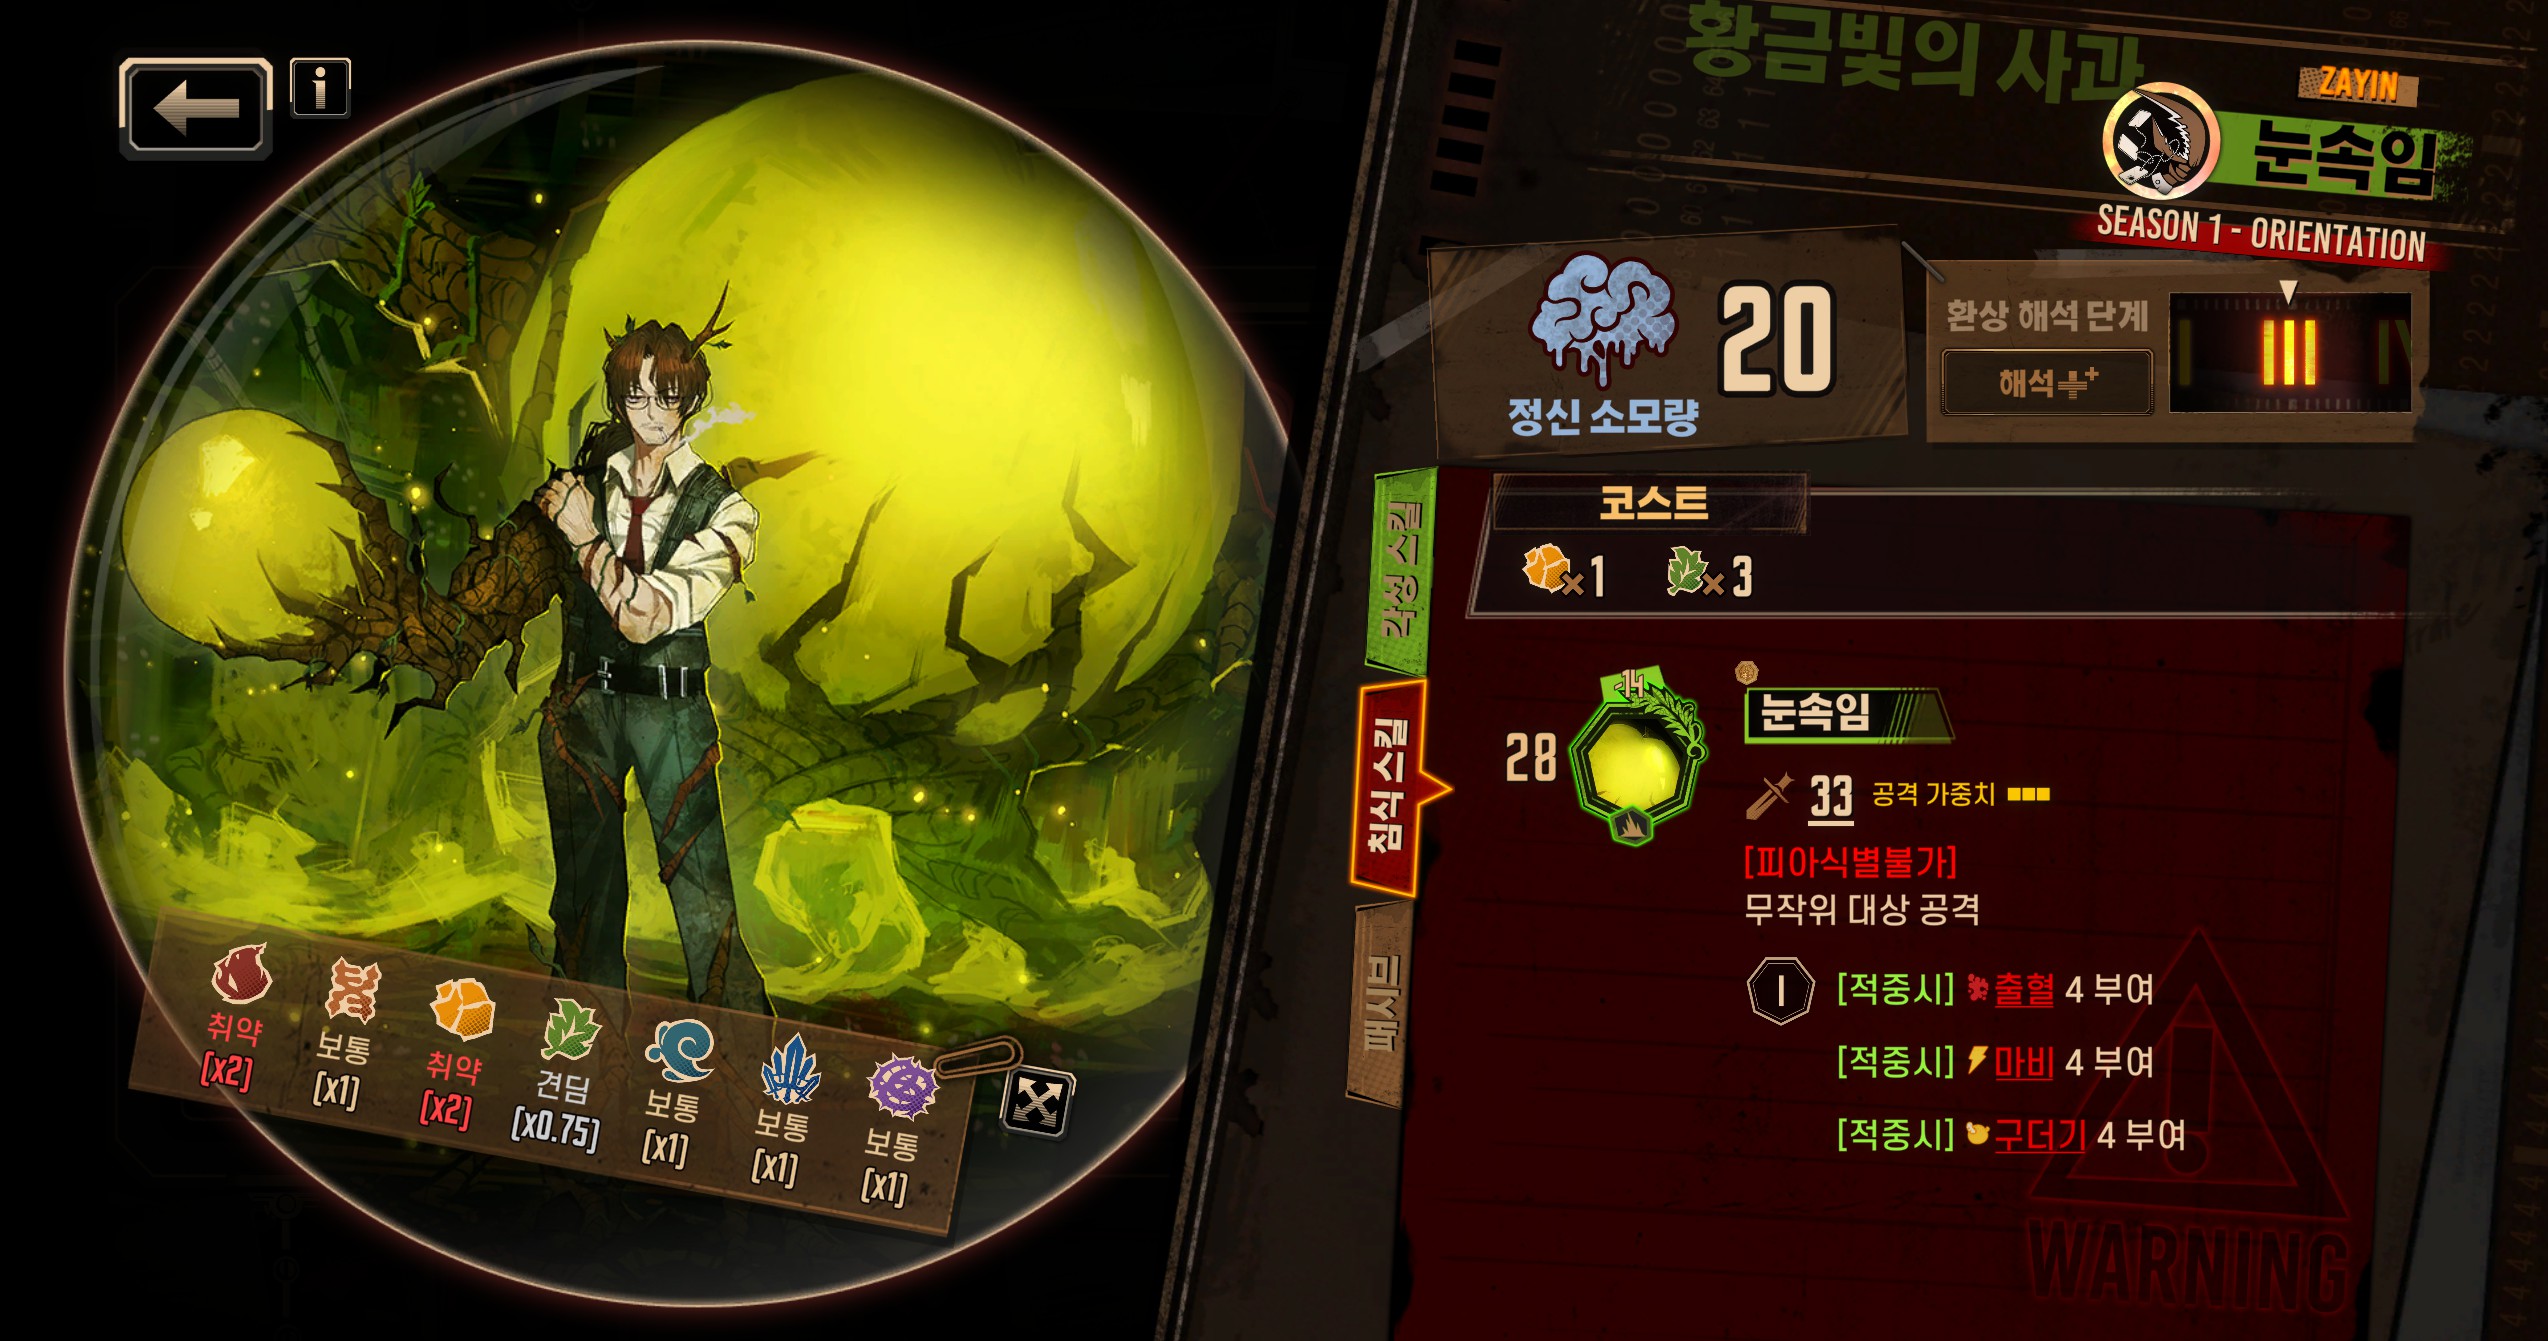 황금빛의 사과
ZAYIN
눈속임
SEASON 1 - ORIENTATION
정신 소모량
20
환상 해석 단계
해석
III
코스트
×1 ×3
각성 스킬
침식 스킬
패시브
28
-15
눈속임
33 공격 가중치
[피아식별불가]
무작위 대상 공격
I [적중시] 출혈 4 부여
[적중시] 마비 4 부여
[적중시] 구더기 4 부여
WARNING
취약 [x2]
보통 [x1]
취약 [x2]
견딤 [x0.75]
보통 [x1]
보통 [x1]
보통 [x1]